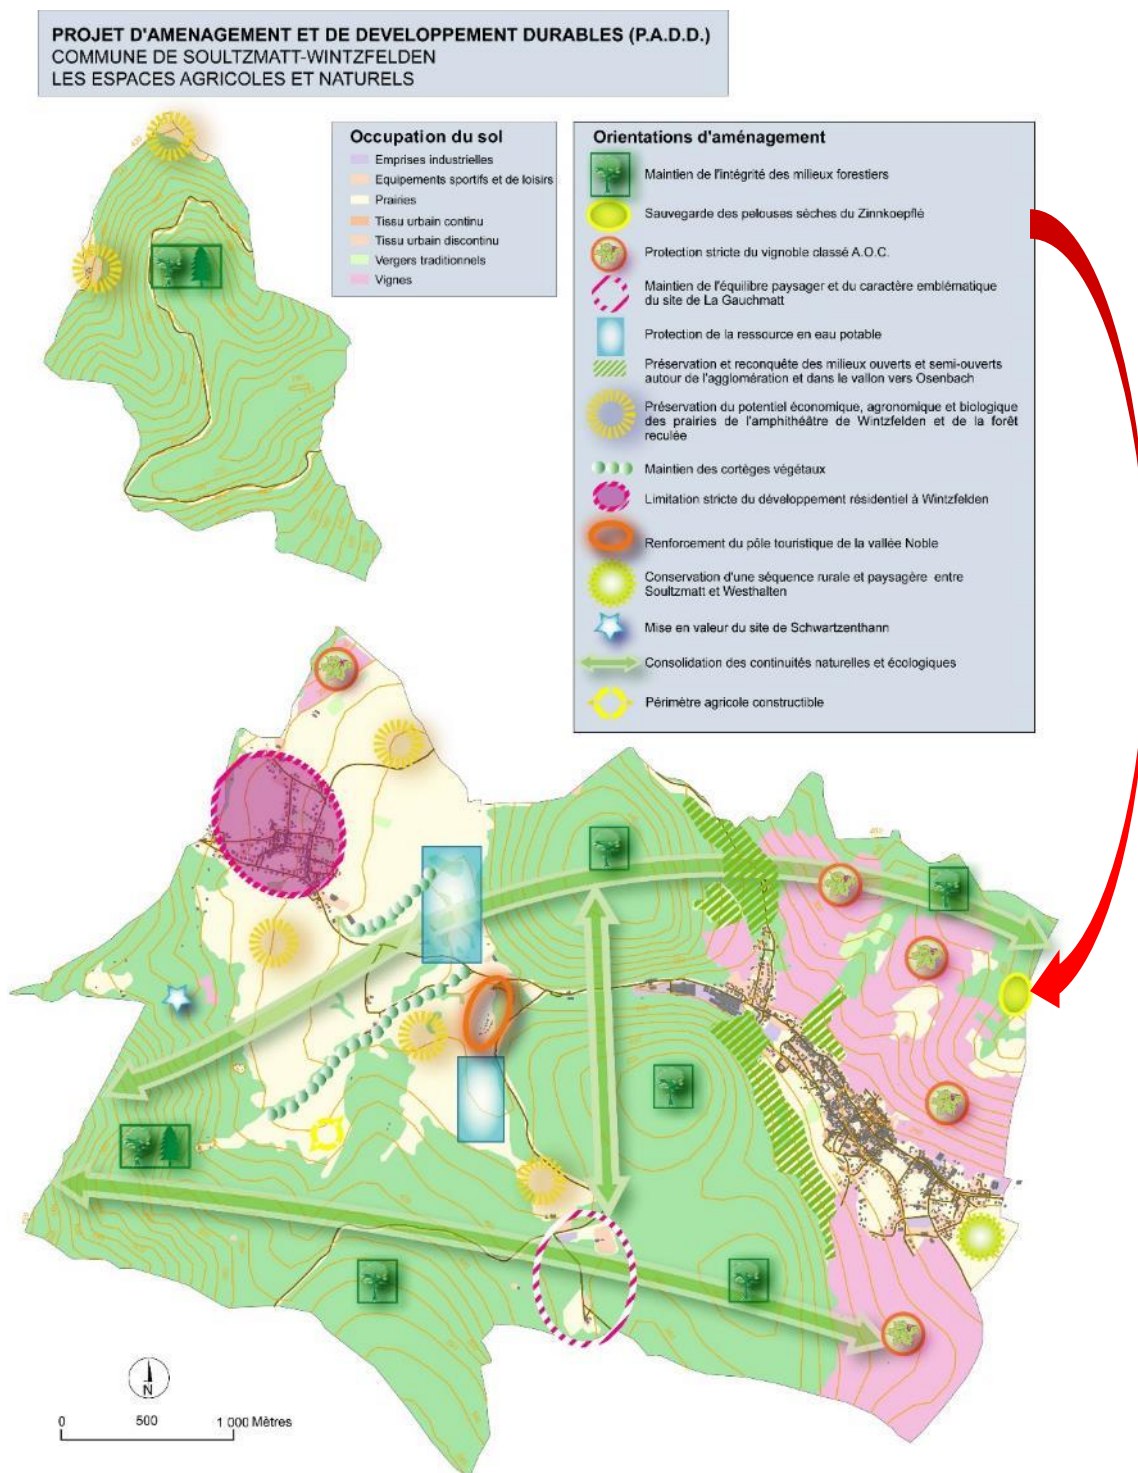 PROJET D'AMENAGEMENT ET DE DEVELOPPEMENT DURABLES (P.A.D.D.)
COMMUNE DE SOULTZMATT-WINTZFELDEN
LES ESPACES AGRICOLES ET NATURELS
Occupation du sol
Emprises industrielles
Equipements sportifs et de loisirs
Prairies
Tissu urbain continu
Tissu urbain discontinu
Vergers traditionnels
Vignes
Orientations d'aménagement
Maintien de l'intégrité des milieux forestiers
Sauvegarde des pelouses sèches du Zinnkoepflé
Protection stricte du vignoble classé A.O.C.
Maintien de l'équilibre paysager et du caractère emblématique
du site de La Gauchmatt
Protection de la ressource en eau potable
Préservation et reconquête des milieux ouverts et semi-ouverts
autour de l'agglomération et dans le vallon vers Osenbach
Préservation du potentiel économique, agronomique et biologique
des prairies de l'amphithéâtre de Wintzfelden et de la forêt
reculée
Maintien des cortèges végétaux
Limitation stricte du développement résidentiel à Wintzfelden
Renforcement du pôle touristique de la vallée Noble
Conservation d'une séquence rurale et paysagère entre
Soultzmatt et Westhalten
Mise en valeur du site de Schwartzenthann
Consolidation des continuités naturelles et écologiques
Périmètre agricole constructible
N
0 500 1 000 Mètres